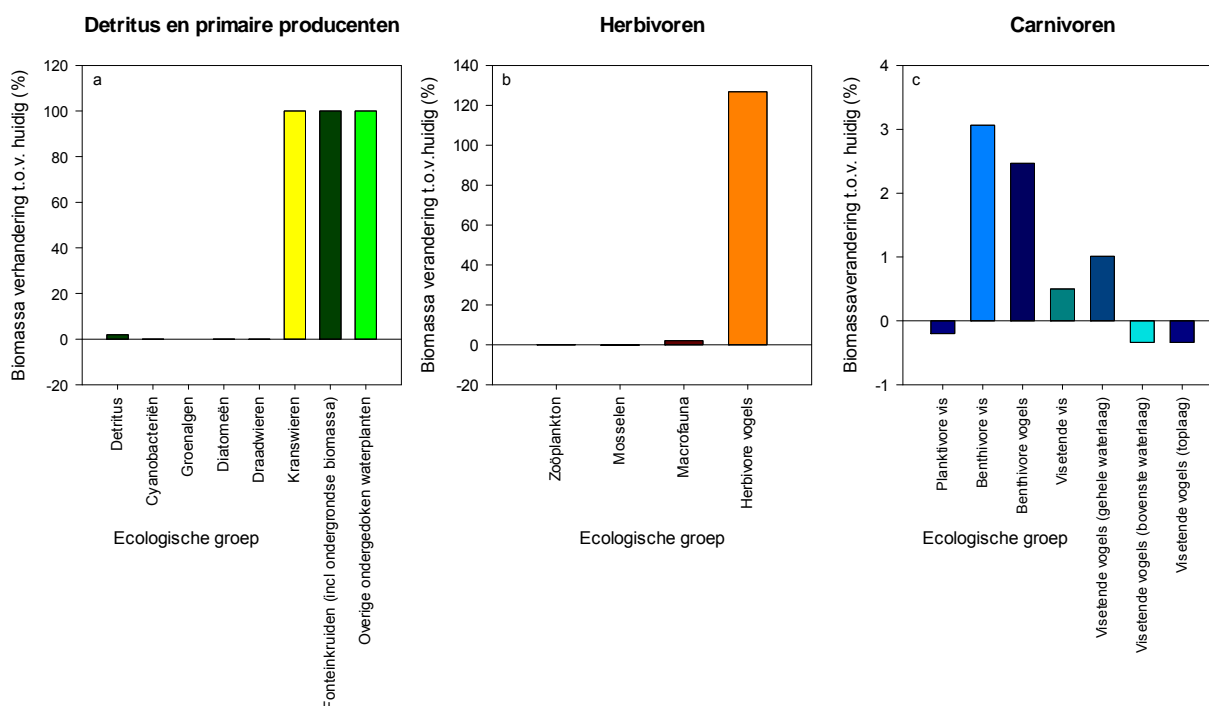 Detritus en primaire producenten
Biomassa verhandering t.o.v. huidig (%)
a
120
100
80
60
40
20
0
-20
Detritus
Cyanobacteriën
Groenalgen
Diatomeeën
Draadwieren
Kranswieren
Fonteinkruiden (incl ondergrondse biomassa)
Overige ondergedoken waterplanten
Ecologische groep
Herbivoren
Biomassa verandering t.o.v.huidig (%)
b
140
120
100
80
60
40
20
0
-20
Zoöplankton
Mosselen
Macrofauna
Herbivore vogels
Ecologische groep
Carnivoren
Biomassaverandering t.o.v. huidig (%)
c
4
3
2
1
0
-1
Planktivore vis
Benthivore vis
Benthivore vogels
Visetende vis
Visetende vogels (gehele waterlaag)
Visetende vogels (bovenste waterlaag)
Visetende vogels (toplaag)
Ecologische groep